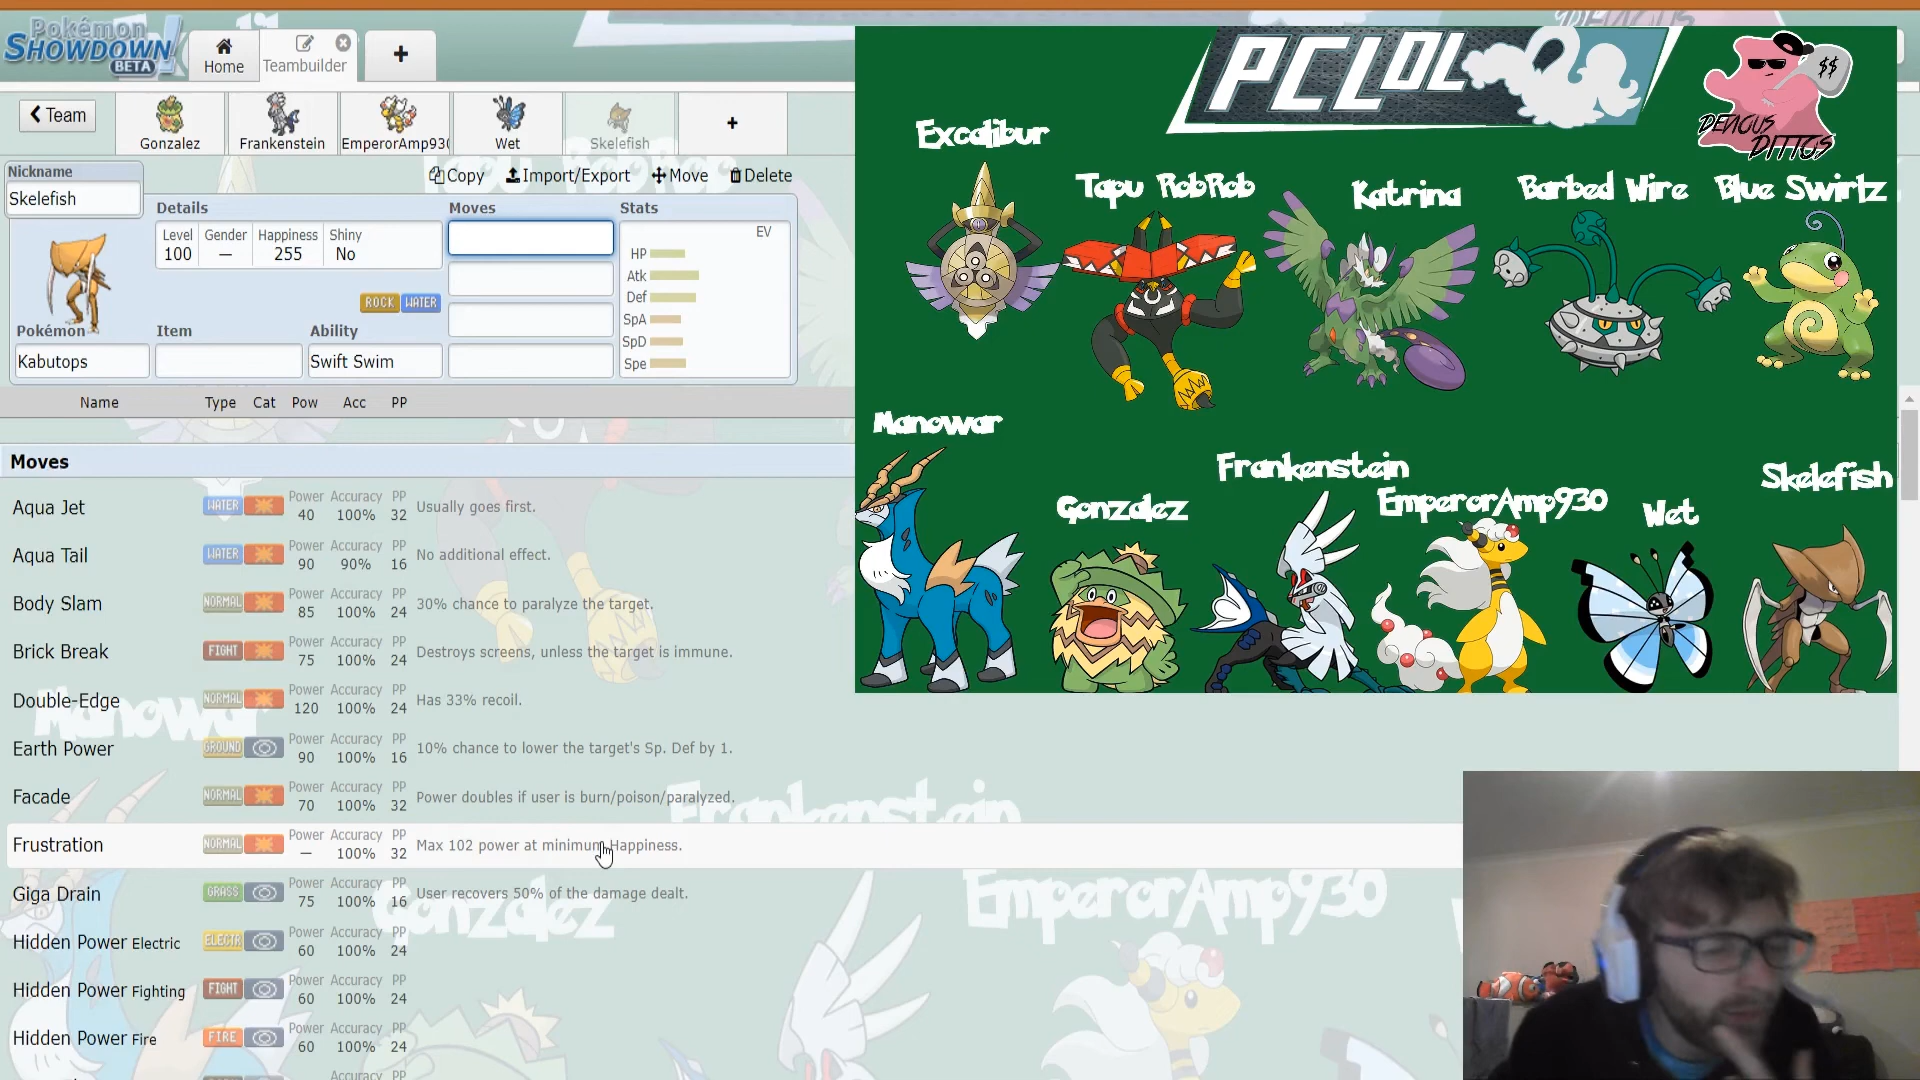 Pokémon
SHOWDOWN!
BETA
Home
Teambuilder
+
Team
Gonzalez
Frankenstein
EmperorAmp930
Wet
Skelefish
+
Copy
Import/Export
Move
Delete
Nickname
Skelefish
Details
Level
100
Gender
—
Happiness
255
Shiny
No
ROCK WATER
Pokémon
Kabutops
Item
Ability
Swift Swim
Moves
Stats
EV
HP
Atk
Def
SpA
SpD
Spe
Name Type Cat Pow Acc PP
Moves
Aqua Jet WATER Power 40 Accuracy 100% PP 32 Usually goes first.
Aqua Tail WATER Power 90 Accuracy 90% PP 16 No additional effect.
Body Slam NORMAL Power 85 Accuracy 100% PP 24 30% chance to paralyze the target.
Brick Break FIGHT Power 75 Accuracy 100% PP 24 Destroys screens, unless the target is immune.
Double-Edge NORMAL Power 120 Accuracy 100% PP 24 Has 33% recoil.
Earth Power GROUND Power 90 Accuracy 100% PP 16 10% chance to lower the target's Sp. Def by 1.
Facade NORMAL Power 70 Accuracy 100% PP 32 Power doubles if user is burn/poison/paralyzed.
Frustration NORMAL Power — Accuracy 100% PP 32 Max 102 power at minimum Happiness.
Giga Drain GRASS Power 75 Accuracy 100% PP 16 User recovers 50% of the damage dealt.
Hidden Power Electric ELECTR Power 60 Accuracy 100% PP 24
Hidden Power Fighting FIGHT Power 60 Accuracy 100% PP 24
Hidden Power Fire FIRE Power 60 Accuracy 100% PP 24
Accuracy PP
PCLOL
$$
DITTOS
Excalibur
Tapu RobRob
Katrina
Barbed Wire
Blue Swirlz
Manowar
Gonzalez
Frankenstein
EmperorAmp930
Wet
Skelefish
Tapu RobRob
Manowar
Frankenstein
Gonzalez
EmperorAmp930